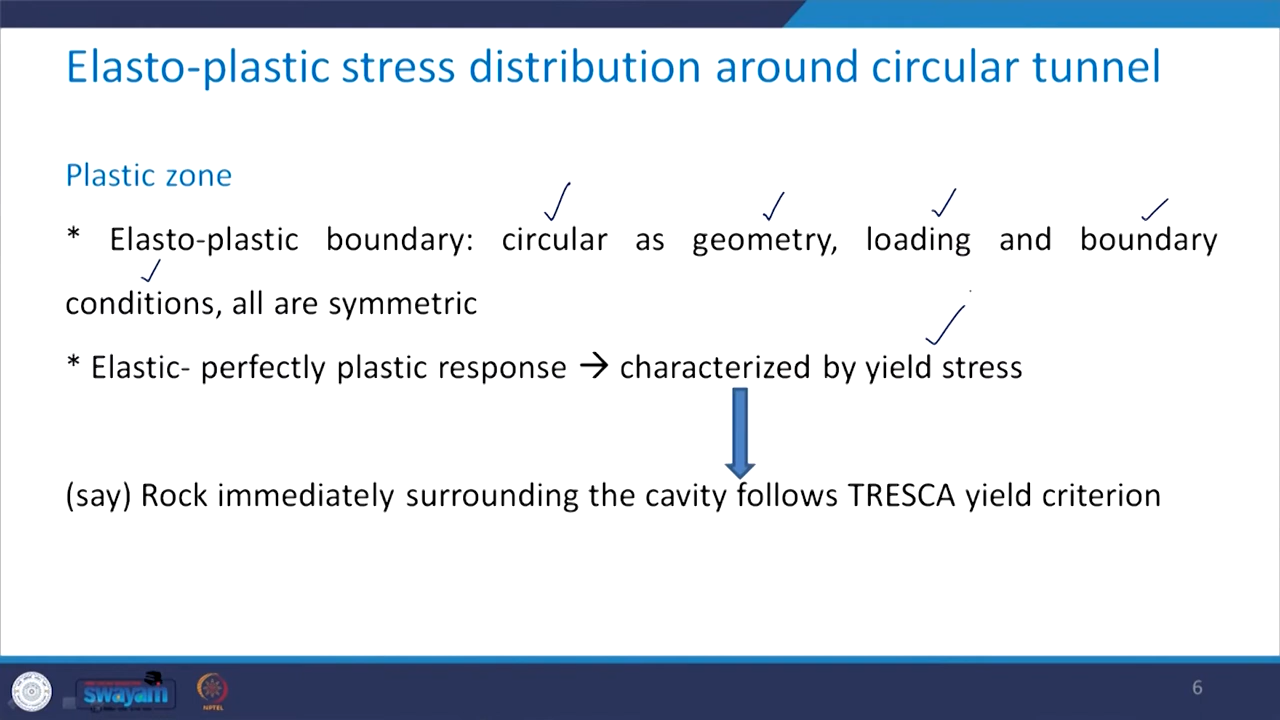 Elasto-plastic stress distribution around circular tunnel
Plastic zone
* Elasto-plastic boundary: circular as geometry, loading and boundary
conditions, all are symmetric
* Elastic- perfectly plastic response → characterized by yield stress
(say) Rock immediately surrounding the cavity follows TRESCA yield criterion
swayam
NPTEL
6